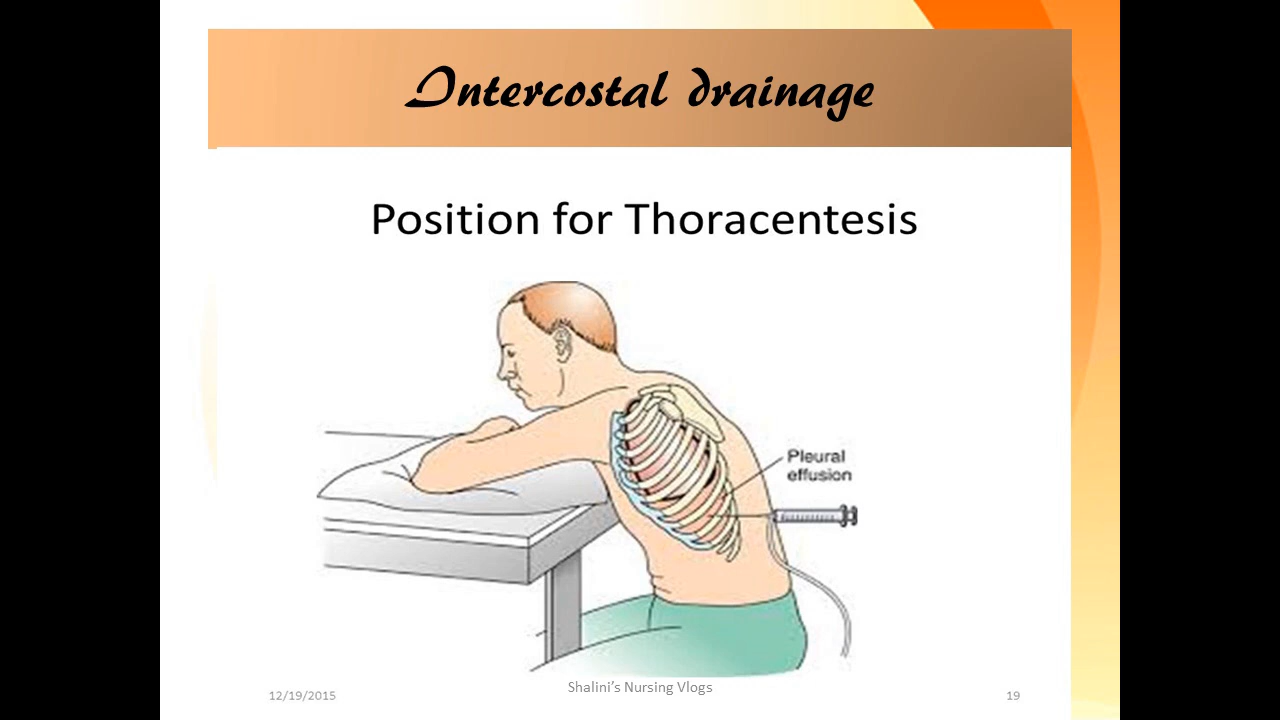 Intercostal drainage
Position for Thoracentesis
Pleural
effusion
12/19/2015
Shalini’s Nursing Vlogs
19